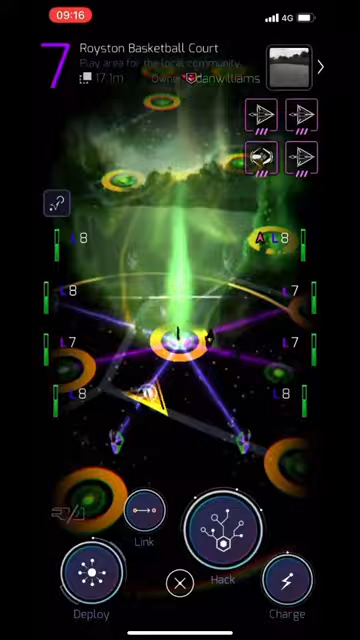 09:16
4G
7
Royston Basketball Court
Play area for the local community.
17.1m
Owner
danwilliams
L 8
A L 8
L 8
L 7
L 7
L 7
L 8
L 8
Link
Hack
Deploy
Charge